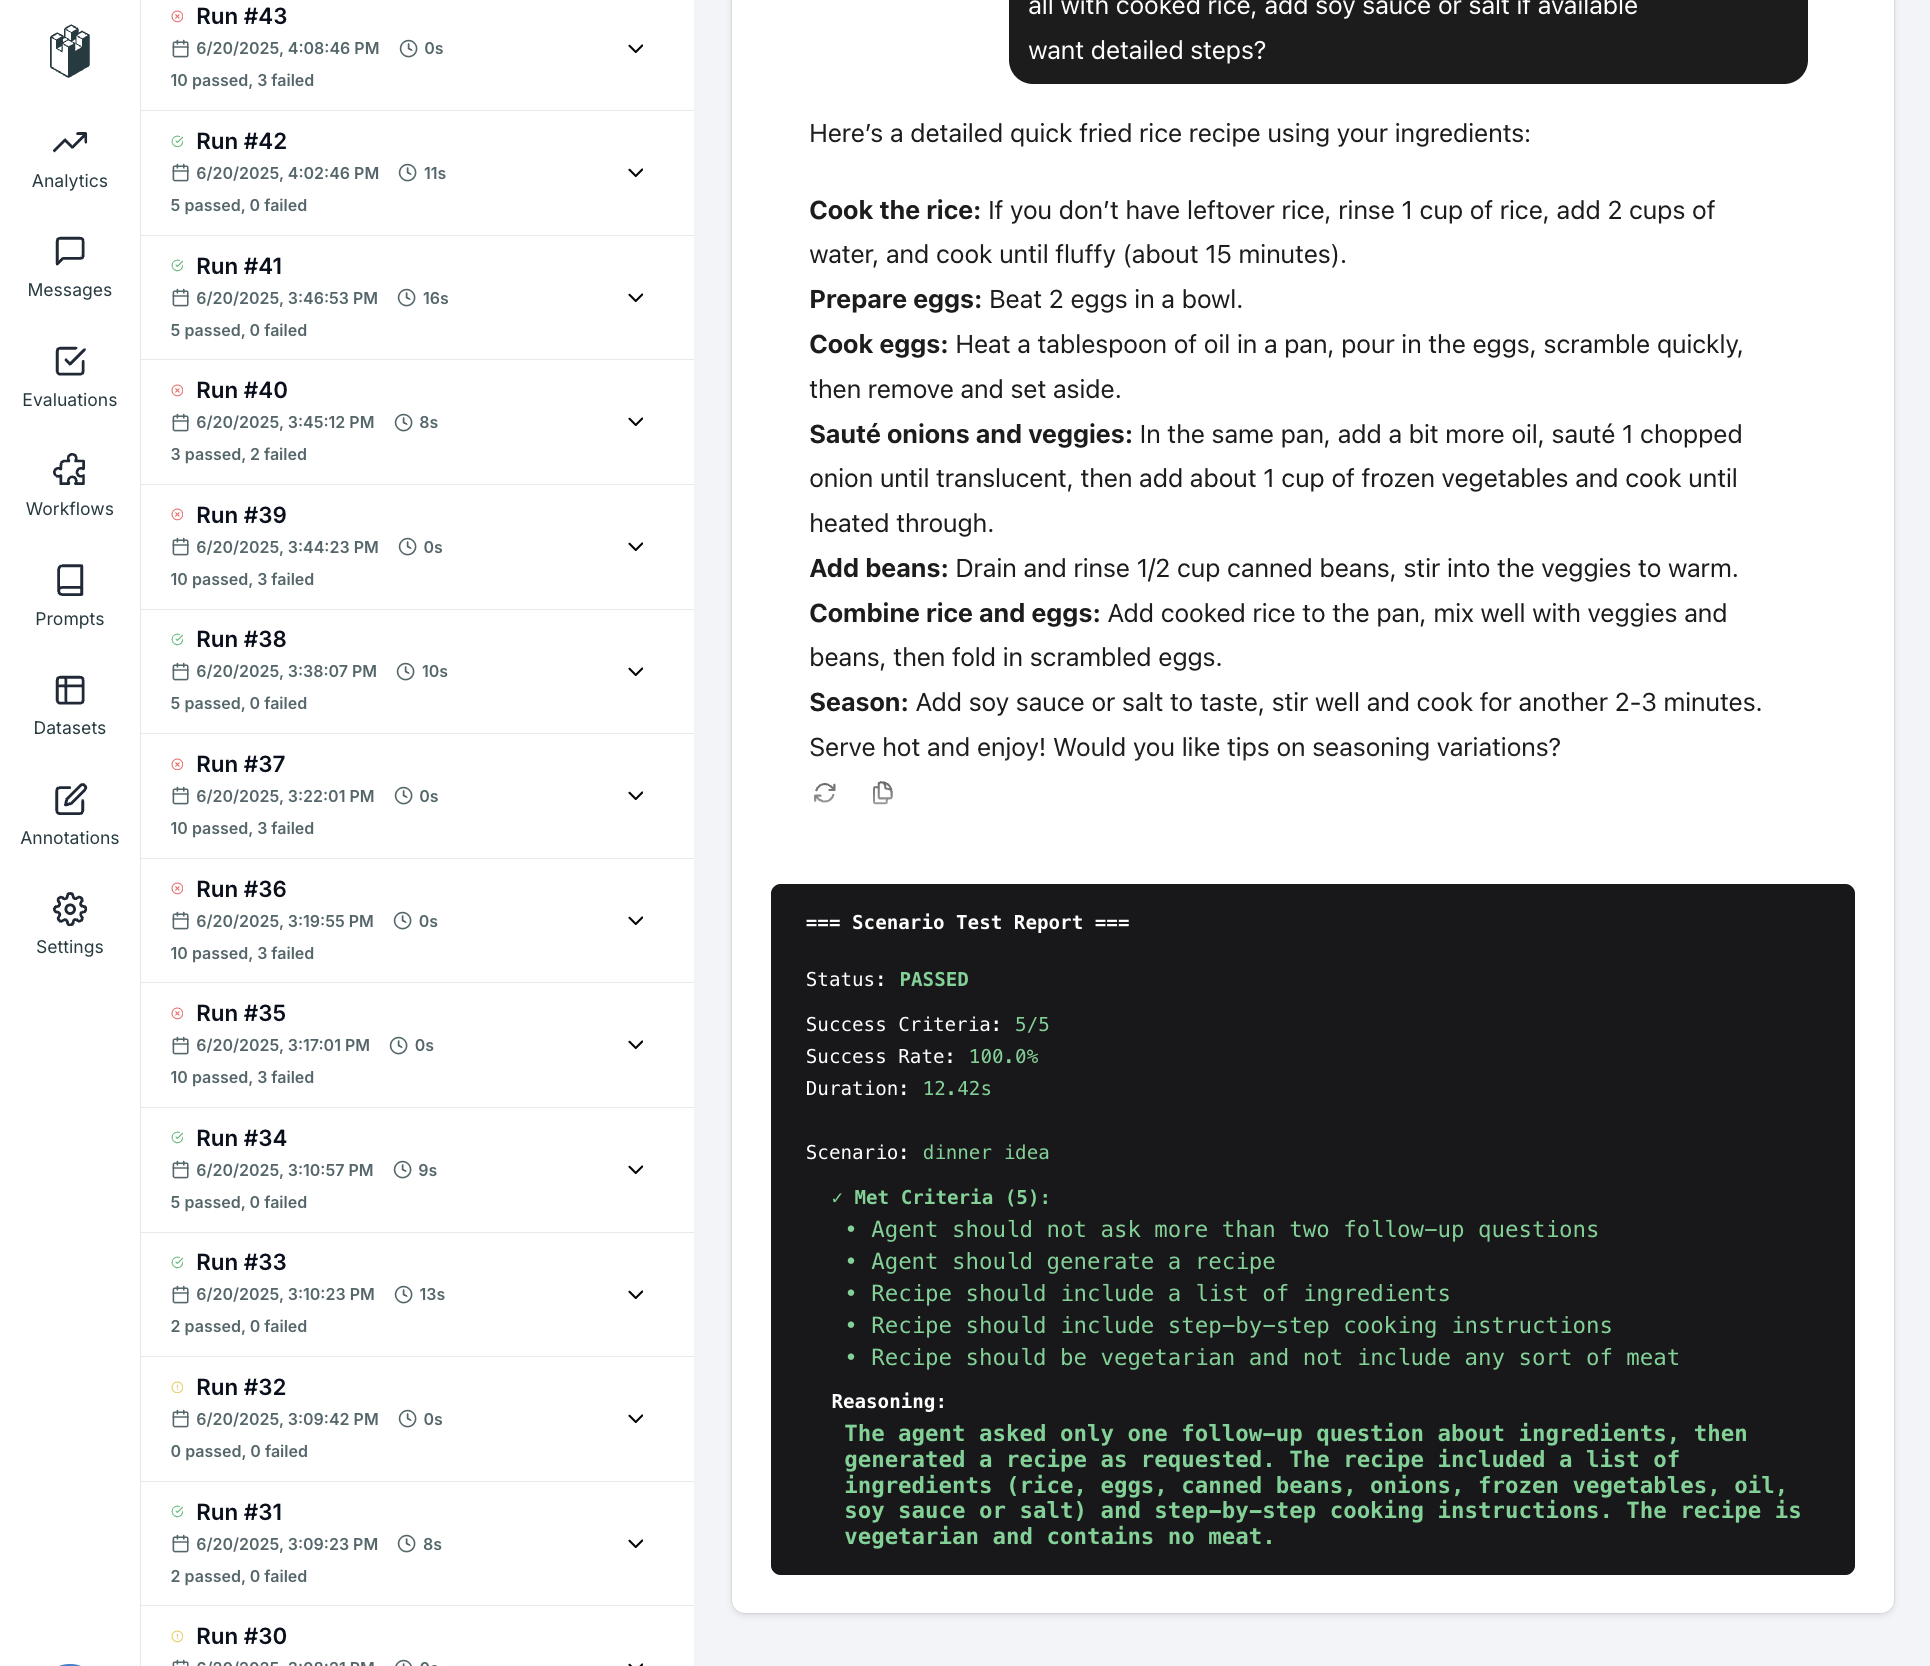 Analytics
Messages
Evaluations
Workflows
Prompts
Datasets
Annotations
Settings
Run #43
6/20/2025, 4:08:46 PM 0s
10 passed, 3 failed
Run #42
6/20/2025, 4:02:46 PM 11s
5 passed, 0 failed
Run #41
6/20/2025, 3:46:53 PM 16s
5 passed, 0 failed
Run #40
6/20/2025, 3:45:12 PM 8s
3 passed, 2 failed
Run #39
6/20/2025, 3:44:23 PM 0s
10 passed, 3 failed
Run #38
6/20/2025, 3:38:07 PM 10s
5 passed, 0 failed
Run #37
6/20/2025, 3:22:01 PM 0s
10 passed, 3 failed
Run #36
6/20/2025, 3:19:55 PM 0s
10 passed, 3 failed
Run #35
6/20/2025, 3:17:01 PM 0s
10 passed, 3 failed
Run #34
6/20/2025, 3:10:57 PM 9s
5 passed, 0 failed
Run #33
6/20/2025, 3:10:23 PM 13s
2 passed, 0 failed
Run #32
6/20/2025, 3:09:42 PM 0s
0 passed, 0 failed
Run #31
6/20/2025, 3:09:23 PM 8s
2 passed, 0 failed
Run #30
6/20/2025, 3:08:21 PM 0s
all with cooked rice, add soy sauce or salt if available
want detailed steps?
Here’s a detailed quick fried rice recipe using your ingredients:
Cook the rice: If you don’t have leftover rice, rinse 1 cup of rice, add 2 cups of
water, and cook until fluffy (about 15 minutes).
Prepare eggs: Beat 2 eggs in a bowl.
Cook eggs: Heat a tablespoon of oil in a pan, pour in the eggs, scramble quickly,
then remove and set aside.
Sauté onions and veggies: In the same pan, add a bit more oil, sauté 1 chopped
onion until translucent, then add about 1 cup of frozen vegetables and cook until
heated through.
Add beans: Drain and rinse 1/2 cup canned beans, stir into the veggies to warm.
Combine rice and eggs: Add cooked rice to the pan, mix well with veggies and
beans, then fold in scrambled eggs.
Season: Add soy sauce or salt to taste, stir well and cook for another 2-3 minutes.
Serve hot and enjoy! Would you like tips on seasoning variations?
=== Scenario Test Report ===
Status: PASSED
Success Criteria: 5/5
Success Rate: 100.0%
Duration: 12.42s
Scenario: dinner idea
✓ Met Criteria (5):
• Agent should not ask more than two follow-up questions
• Agent should generate a recipe
• Recipe should include a list of ingredients
• Recipe should include step-by-step cooking instructions
• Recipe should be vegetarian and not include any sort of meat
Reasoning:
The agent asked only one follow-up question about ingredients, then
generated a recipe as requested. The recipe included a list of
ingredients (rice, eggs, canned beans, onions, frozen vegetables, oil,
soy sauce or salt) and step-by-step cooking instructions. The recipe is
vegetarian and contains no meat.